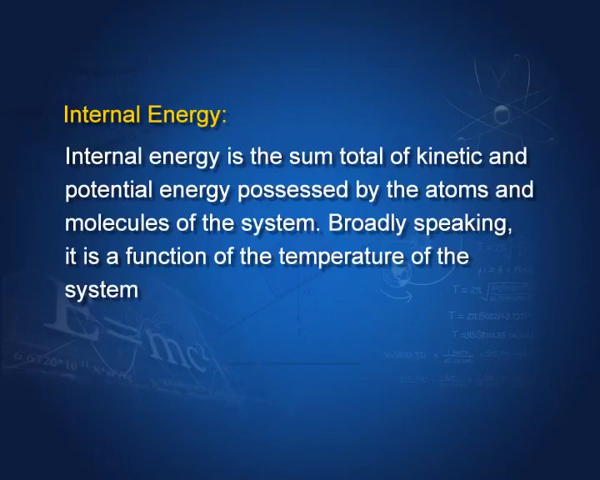 Internal Energy:
Internal energy is the sum total of kinetic and
potential energy possessed by the atoms and
molecules of the system. Broadly speaking,
it is a function of the temperature of the
system
E=mc²